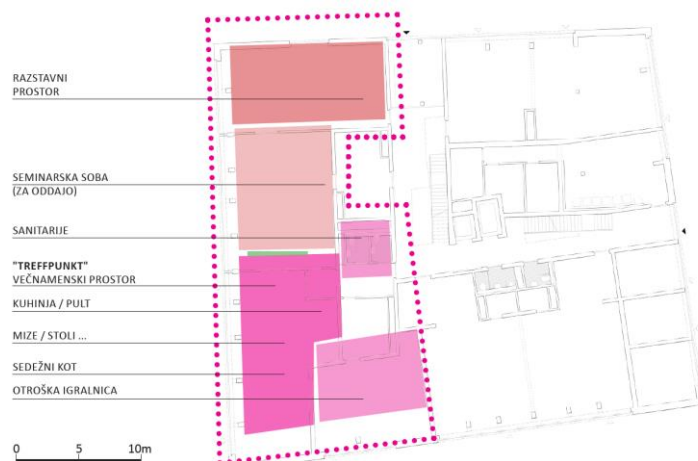 RAZSTAVNI
PROSTOR
SEMINARSKA SOBA
(ZA ODDAJO)
SANITARIJE
"TREFFPUNKT"
VEČNAMENSKI PROSTOR
KUHINJA / PULT
MIZE / STOLI ...
SEDEŽNI KOT
OTROŠKA IGRALNICA
0 5 10m